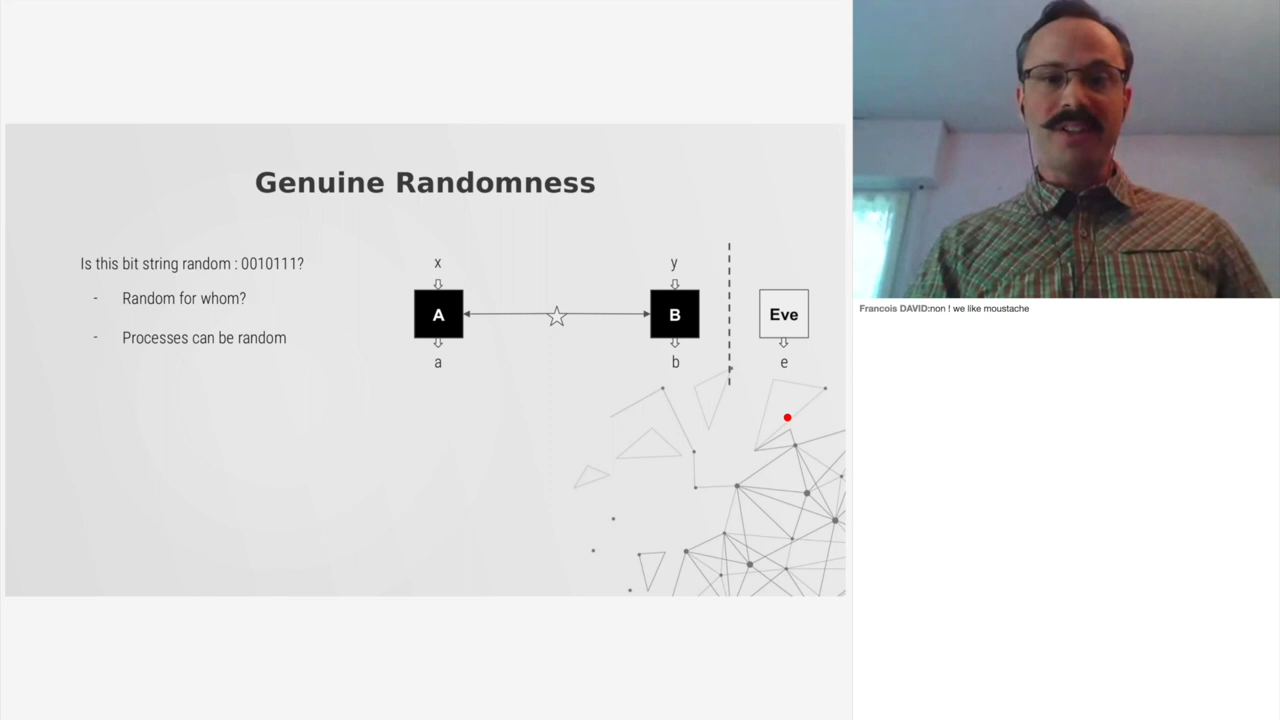 Genuine Randomness
Is this bit string random : 0010111?
- Random for whom?
- Processes can be random
x
y
A
B
Eve
a
b
e
Francois DAVID:non ! we like moustache